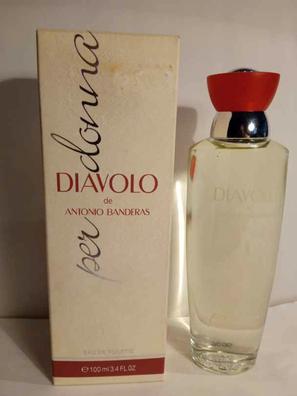 per donna
DIAVOLO
de
ANTONIO BANDERAS
EAU DE TOILETTE
℮ 100 ml 3.4 FL. OZ
DIAVOLO